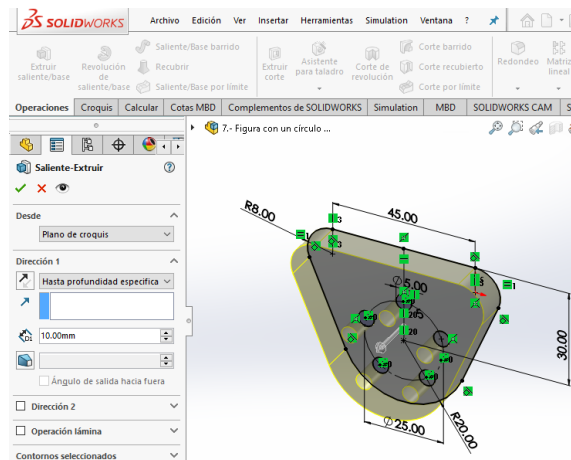 SOLIDWORKS
Archivo Edición Ver Insertar Herramientas Simulation Ventana ?
Extruir saliente/base
Revolución de saliente/base
Saliente/Base barrido
Recubrir
Saliente/Base por límite
Extruir corte
Asistente para taladro
Corte de revolución
Corte barrido
Corte recubierto
Corte por límite
Redondeo
Matriz lineal
Operaciones Croquis Calcular Cotas MBD Complementos de SOLIDWORKS Simulation MBD SOLIDWORKS CAM S
7.- Figura con un círculo ...
Saliente-Extruir
Desde
Plano de croquis
Dirección 1
Hasta profundidad especifica
10.00mm
Ángulo de salida hacia fuera
Dirección 2
Operación lámina
Contornos seleccionados
R8.00
45.00
∅5.00
30.00
R20.00
∅25.00